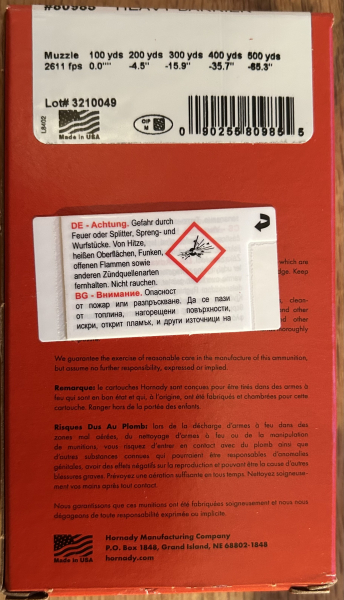 #80985
Muzzle 100 yds 200 yds 300 yds 400 yds 500 yds
2611 fps 0.0"" -4.5" -15.9" -35.7" -65.3"
Lot# 3210049
L8402
Made in USA
CIP
M
0 90255 80985 5
DE - Achtung. Gefahr durch
Feuer oder Splitter, Spreng- und
Wurfstücke. Von Hitze,
heißen Oberflächen, Funken,
offenen Flammen sowie
anderen Zündquellenarten
fernhalten. Nicht rauchen.
BG - Внимание. Опасност
от пожар или разпръскване. Да се пази
от топлина, нагорещени повърхности,
искри, открит пламък, и други източници на
which are
Keep
clean-
other
other
thoroughly
We guarantee the exercise of reasonable care in the manufacture of this ammunition,
but assume no further responsibility, expressed or implied.
Remarque: le cartouches Hornady sont conçues pour être tirés dans des armes à
feu qui sont en bon état et qui, à l'origine, ont été fabriqués et chambrées pour cette
cartouche. Ranger hors de la portée des enfants.
Risques Dus Au Plomb: lors de la décharge d'armes à feu dans des
zones mal aérées, du nettoyage d'armes à feu ou de la manipulation
de munitions, vous risquez d'entrer en contact avec du plomb ainsi que
d'autres substances connues qui pourraient être responsables d'anomalies
génitales, avoir des effets négatifs sur la reproduction et pouvant être la cause d'autres
blessures graves. Prévoyez une aération suffisante en tous temps. Nettoyez soigneuse-
ment vos mains après tout contact.
Nous garantissons que ces munitions ont été fabriquées soigneusement et nous nous
dégageons de toute responsabilité exprimée ou implicite.
Hornady Manufacturing Company
P.O. Box 1848, Grand Island, NE 68802-1848
hornady.com
Made in USA